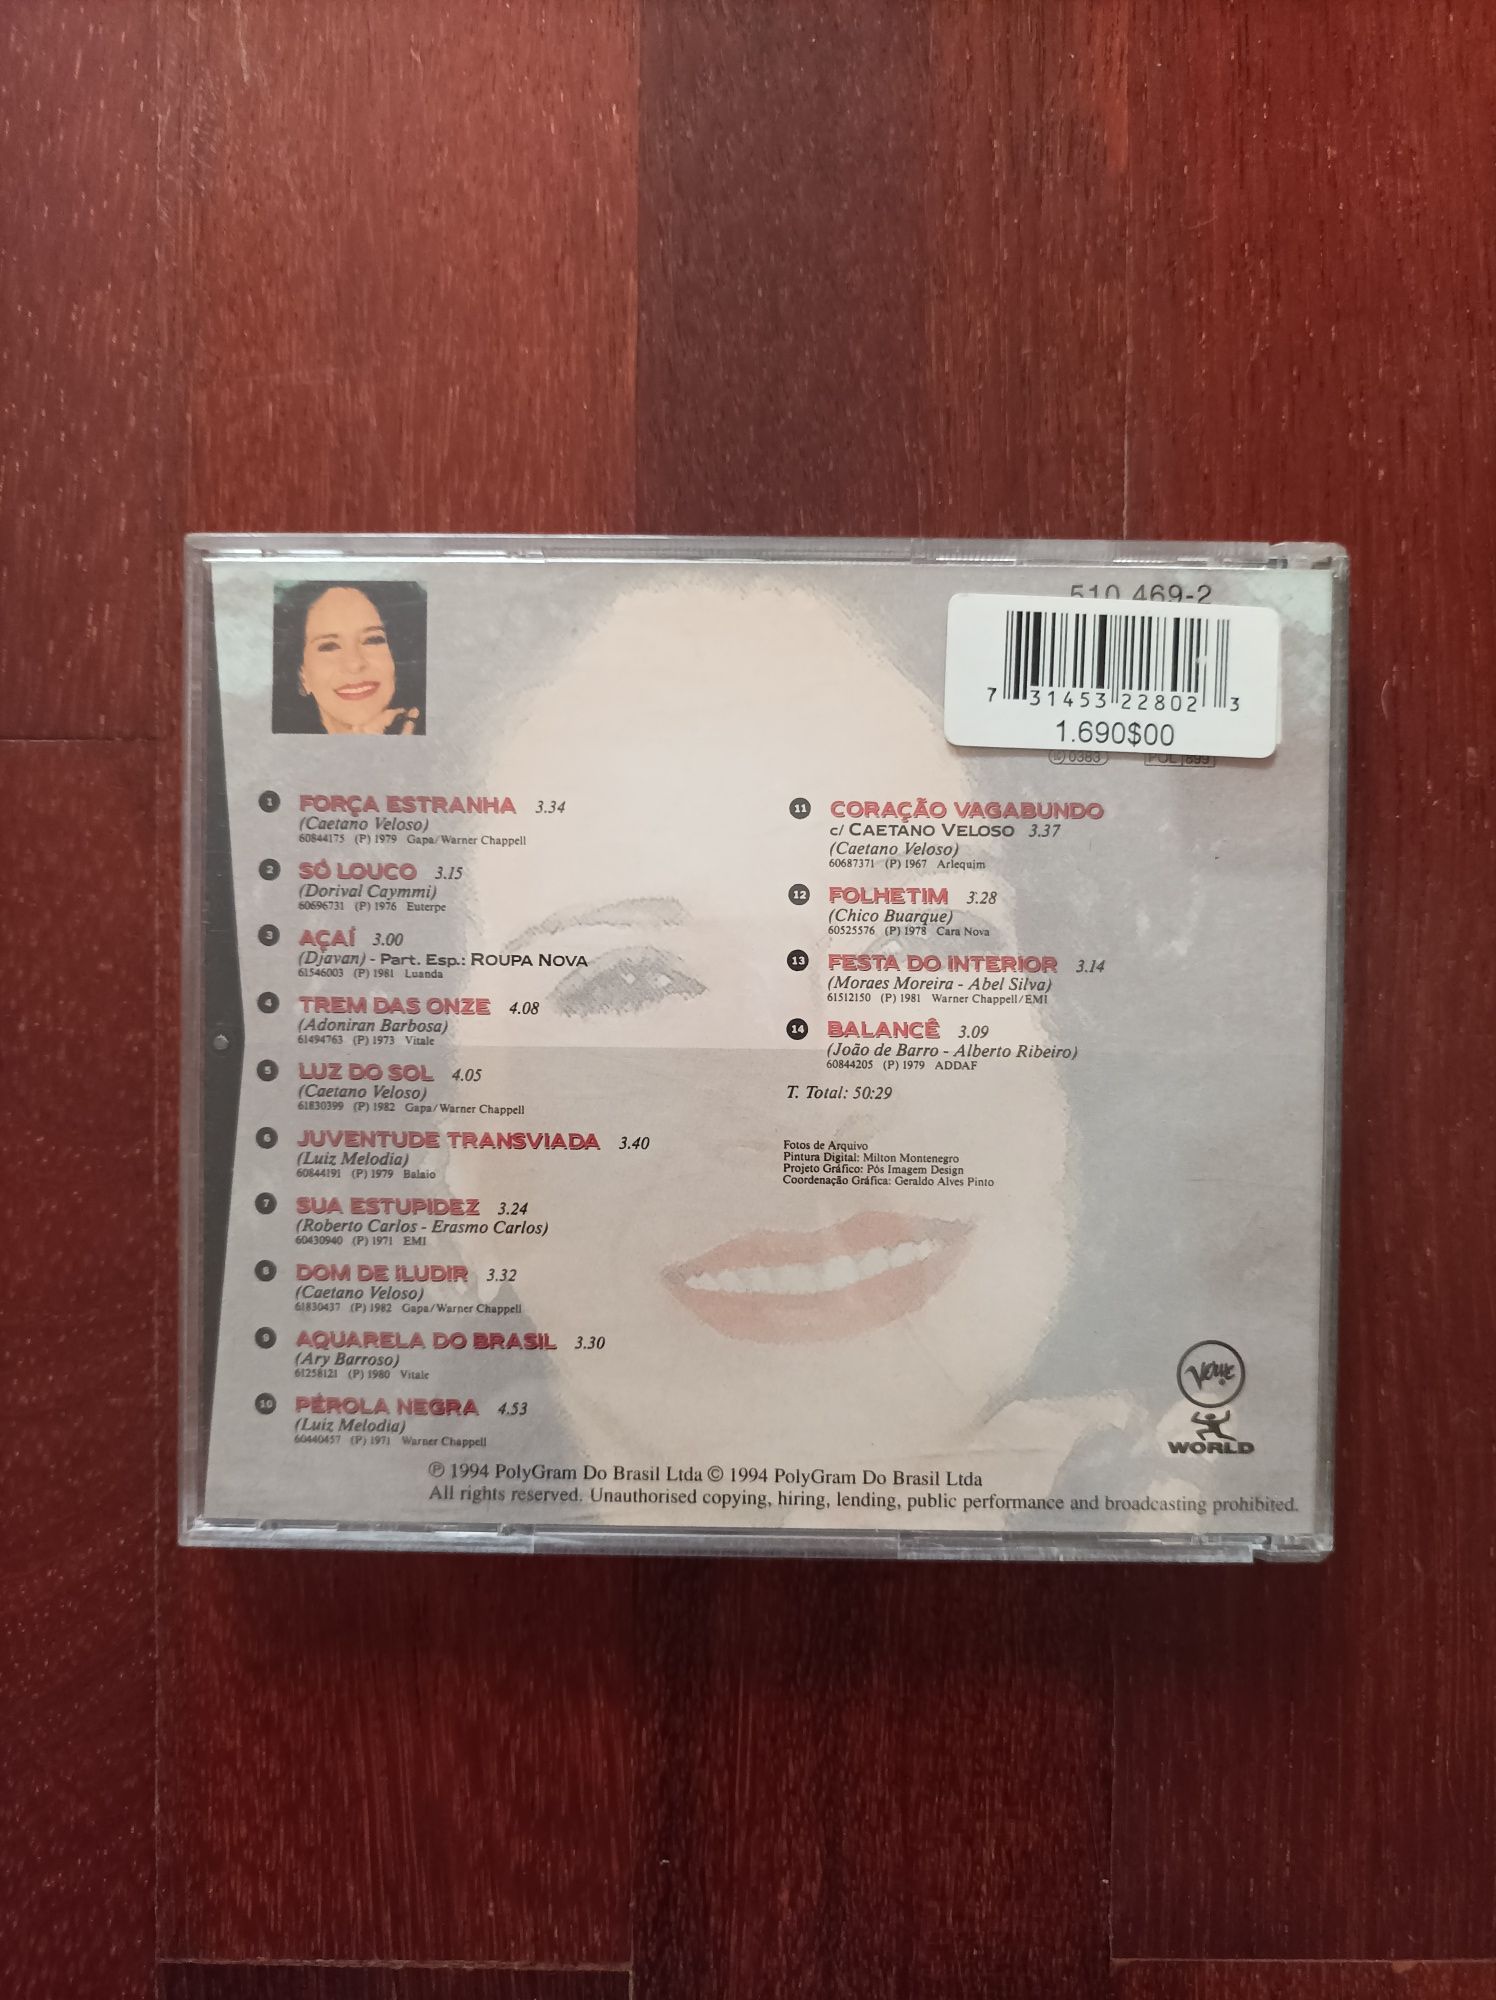 510 469-2
7 31453 22802 3
1.690$00
0383
POL 899
1 FORÇA ESTRANHA 3.34
(Caetano Veloso)
60844175 (P) 1979 Gapa/Warner Chappell
2 SÓ LOUCO 3.15
(Dorival Caymmi)
60696731 (P) 1976 Euterpe
3 AÇAÍ 3.00
(Djavan) - Part. Esp.: ROUPA NOVA
61546003 (P) 1981 Luanda
4 TREM DAS ONZE 4.08
(Adoniran Barbosa)
61494763 (P) 1973 Vitale
5 LUZ DO SOL 4.05
(Caetano Veloso)
61830399 (P) 1982 Gapa/Warner Chappell
6 JUVENTUDE TRANSVIADA 3.40
(Luiz Melodia)
60844191 (P) 1979 Balaio
7 SUA ESTUPIDEZ 3.24
(Roberto Carlos - Erasmo Carlos)
60430940 (P) 1971 EMI
8 DOM DE ILUDIR 3.32
(Caetano Veloso)
61830437 (P) 1982 Gapa/Warner Chappell
9 AQUARELA DO BRASIL 3.30
(Ary Barroso)
61258121 (P) 1980 Vitale
10 PÉROLA NEGRA 4.53
(Luiz Melodia)
60440457 (P) 1971 Warner Chappell
11 CORAÇÃO VAGABUNDO
c/ CAETANO VELOSO 3.37
(Caetano Veloso)
60687371 (P) 1967 Arlequim
12 FOLHETIM 3.28
(Chico Buarque)
60525576 (P) 1978 Cara Nova
13 FESTA DO INTERIOR 3.14
(Moraes Moreira - Abel Silva)
61512150 (P) 1981 Warner Chappell/EMI
14 BALANCÊ 3.09
(João de Barro - Alberto Ribeiro)
60844205 (P) 1979 ADDAF
T. Total: 50:29
Fotos de Arquivo
Pintura Digital: Milton Montenegro
Projeto Gráfico: Pós Imagem Design
Coordenação Gráfica: Geraldo Alves Pinto
Verve
WORLD
℗ 1994 PolyGram Do Brasil Ltda © 1994 PolyGram Do Brasil Ltda
All rights reserved. Unauthorised copying, hiring, lending, public performance and broadcasting prohibited.